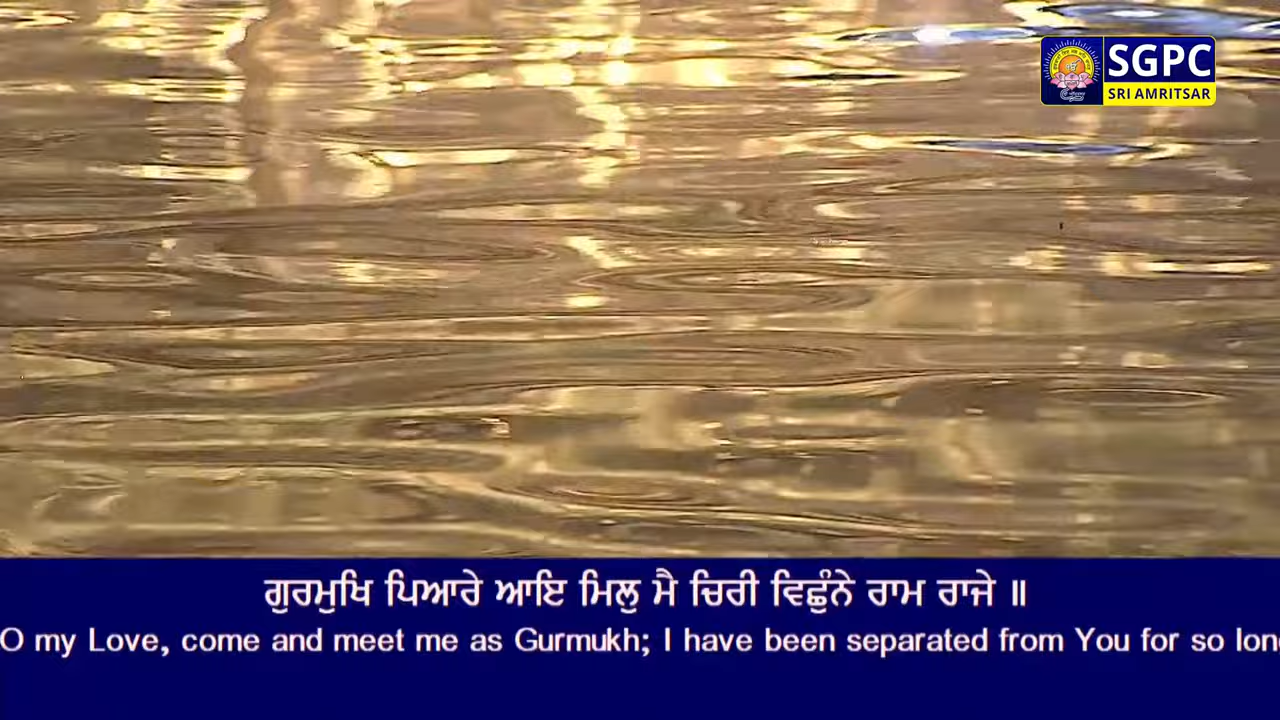 SGPC
SRI AMRITSAR
ਗੁਰਮੁਖਿ ਪਿਆਰੇ ਆਇ ਮਿਲੁ ਮੈ ਚਿਰੀ ਵਿਛੁੰਨੇ ਰਾਮ ਰਾਜੇ ॥
O my Love, come and meet me as Gurmukh; I have been separated from You for so lon